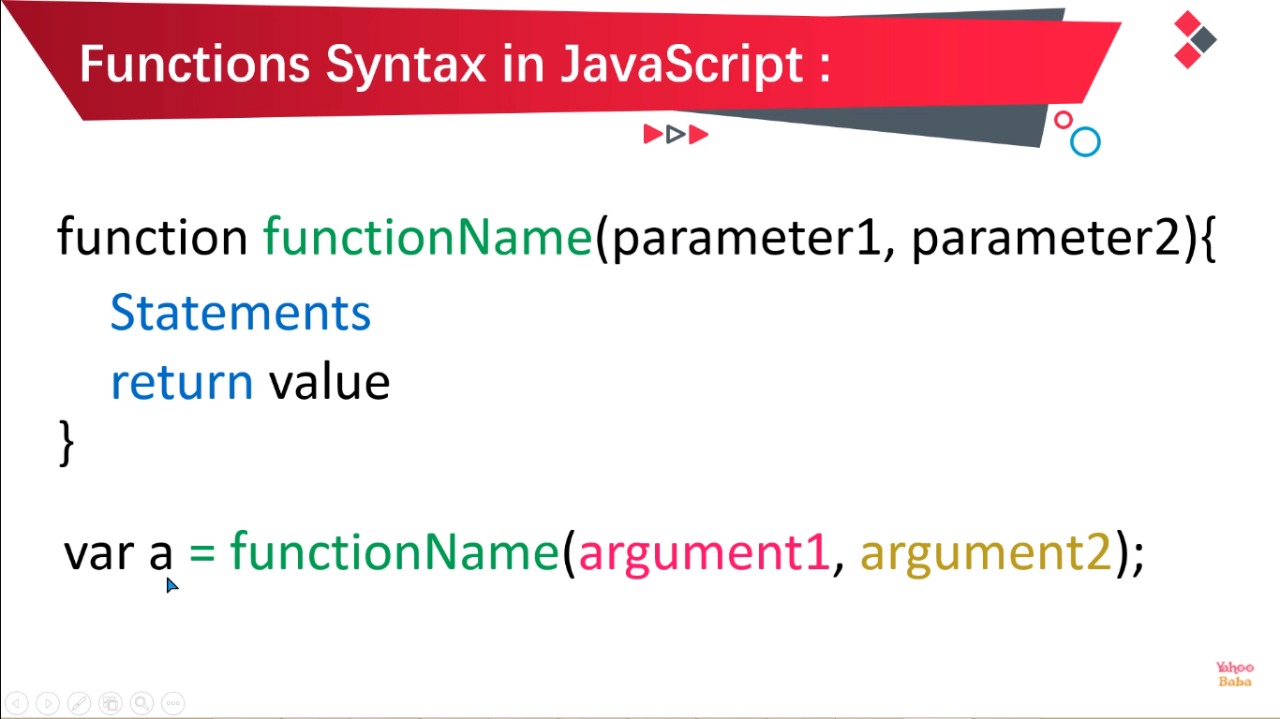 Functions Syntax in JavaScript :
function functionName(parameter1, parameter2){
Statements
return value
}
var a = functionName(argument1, argument2);
Yahoo
Baba